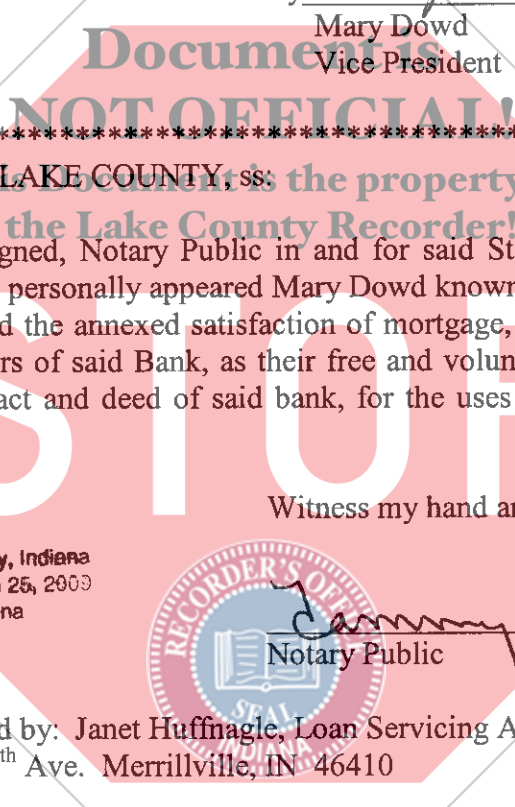 Mary Dowd
Document is
Vice President
NOT OFFICIAL!
****************************************
LAKE COUNTY, ss:
is Document is the property
the Lake County Recorder!
gned, Notary Public in and for said St
personally appeared Mary Dowd known
d the annexed satisfaction of mortgage,
rs of said Bank, as their free and volun
act and deed of said bank, for the uses
STOP
Witness my hand an
y, Indiana
25, 2009
na
RECORDER'S OFFICE
Notary Public
SEAL
INDIANA
d by: Janet Huffnagle, Loan Servicing A
th Ave. Merrillville, IN 46410